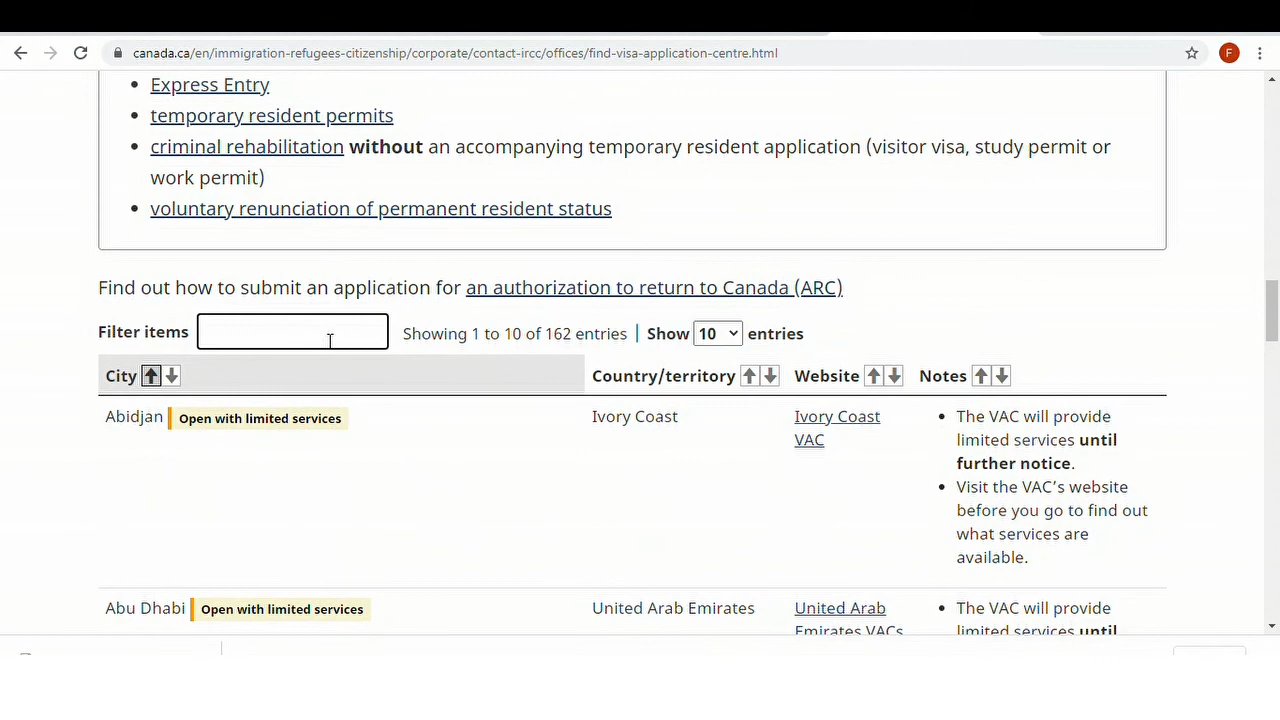 canada.ca/en/immigration-refugees-citizenship/corporate/contact-ircc/offices/find-visa-application-centre.html
F
Express Entry
temporary resident permits
criminal rehabilitation without an accompanying temporary resident application (visitor visa, study permit or
work permit)
voluntary renunciation of permanent resident status
Find out how to submit an application for an authorization to return to Canada (ARC)
Filter items Showing 1 to 10 of 162 entries | Show 10 entries
City Country/territory Website Notes
Abidjan Open with limited services Ivory Coast Ivory Coast The VAC will provide
VAC limited services until
further notice.
Visit the VAC’s website
before you go to find out
what services are
available.
Abu Dhabi Open with limited services United Arab Emirates United Arab The VAC will provide
Emirates VACs limited services until